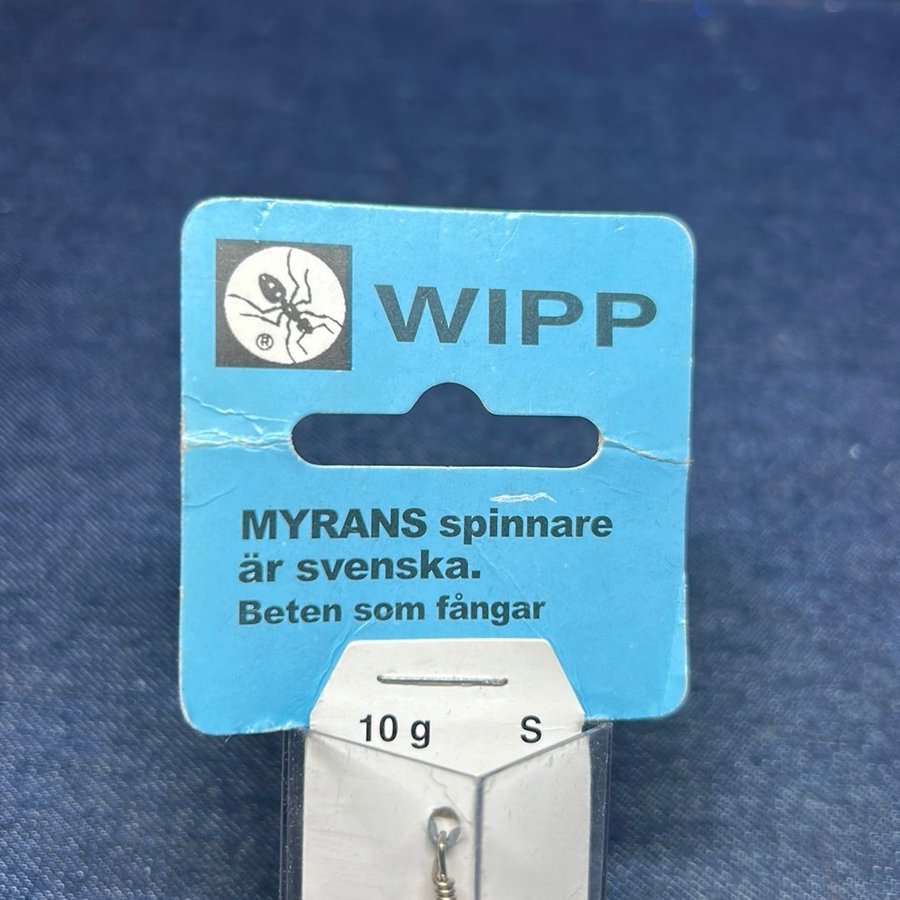 ®
WIPP
MYRANS spinnare
är svenska.
Beten som fångar
10 g S